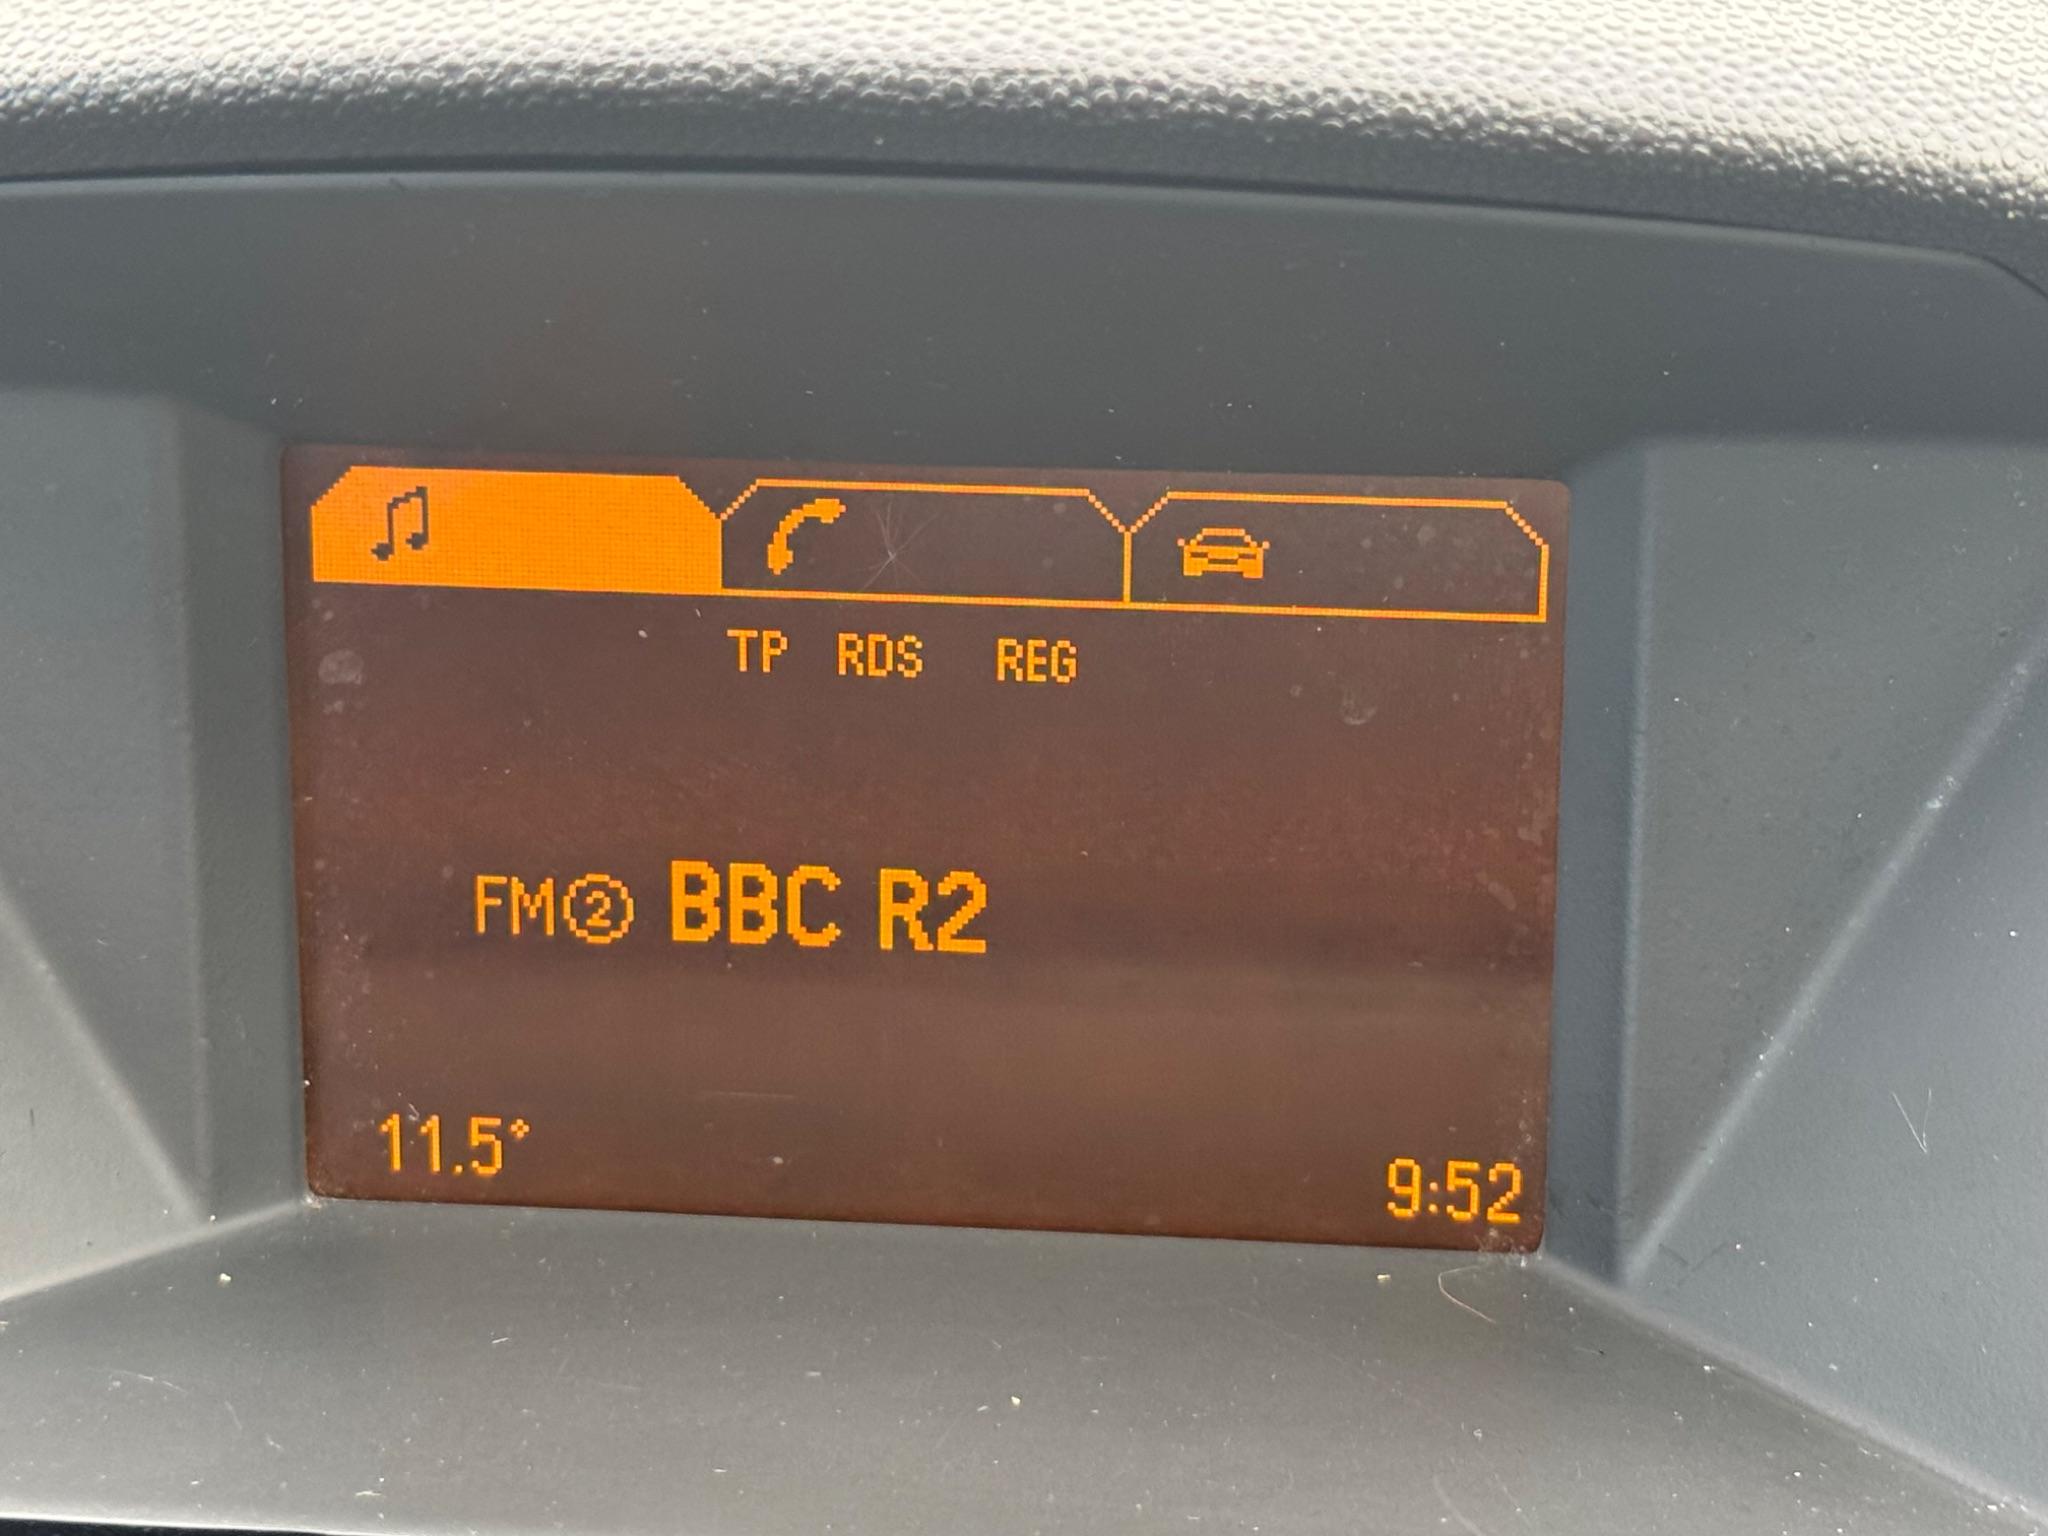 TP RDS REG
FM② BBC R2
11.5°
9:52